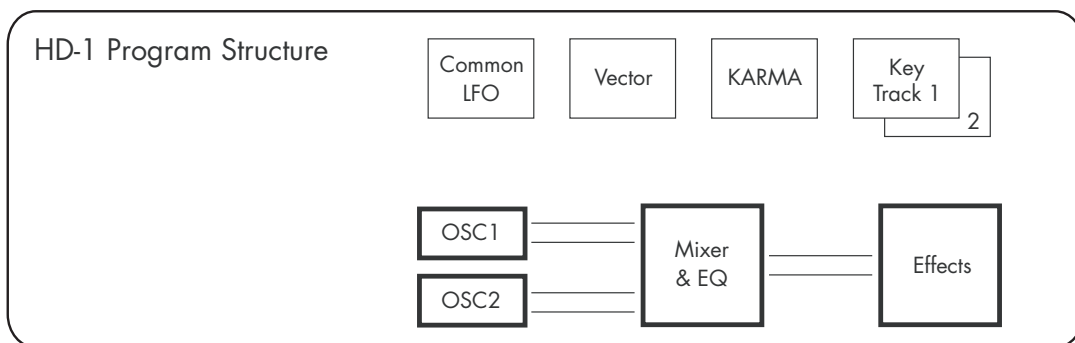 HD-1 Program Structure
Common
LFO
Vector
KARMA
Key
Track 1
2
OSC1
OSC2
Mixer
& EQ
Effects